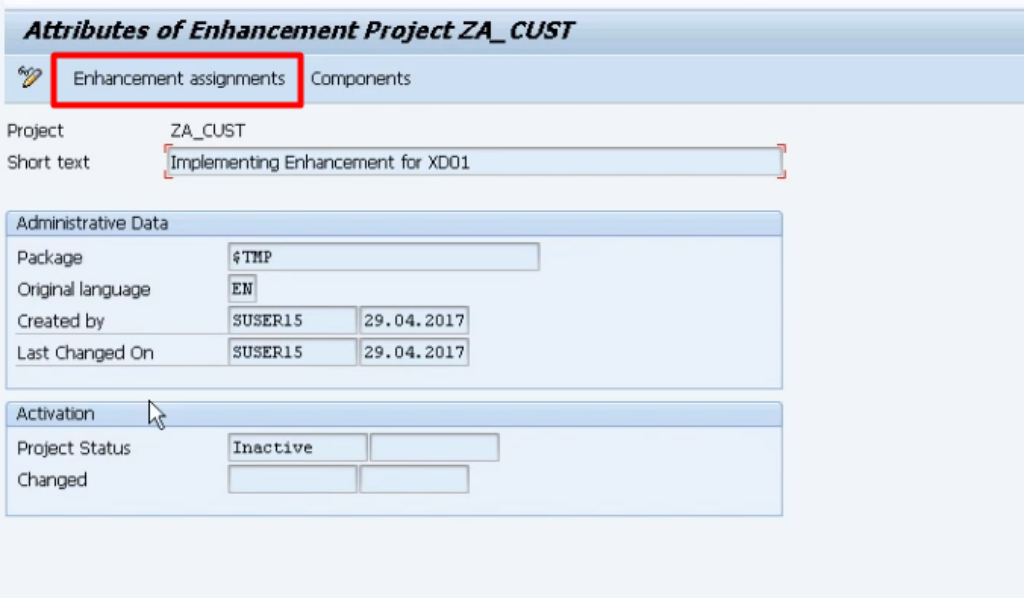 Attributes of Enhancement Project ZA_CUST
Enhancement assignments Components
Project ZA_CUST
Short text Implementing Enhancement for XD01
Administrative Data
Package $TMP
Original language EN
Created by SUSER15 29.04.2017
Last Changed On SUSER15 29.04.2017
Activation
Project Status Inactive
Changed